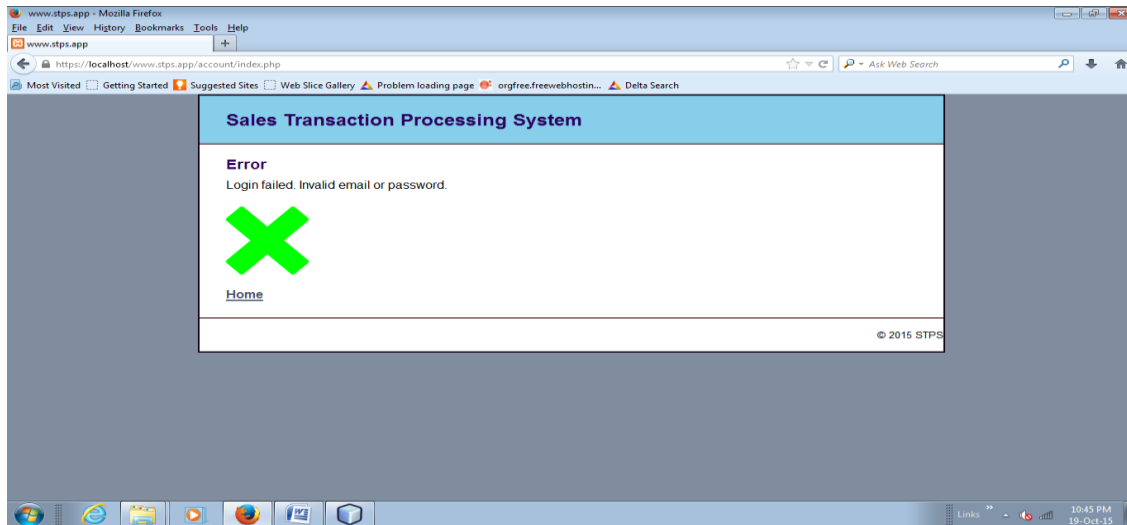 www.stps.app - Mozilla Firefox
File Edit View History Bookmarks Tools Help
www.stps.app +
https://localhost/www.stps.app/account/index.php Ask Web Search
Most Visited Getting Started Suggested Sites Web Slice Gallery Problem loading page orgfree.freewebhostin... Delta Search
Sales Transaction Processing System
Error
Login failed. Invalid email or password.
Home
© 2015 STPS
Links 10:45 PM
19-Oct-15